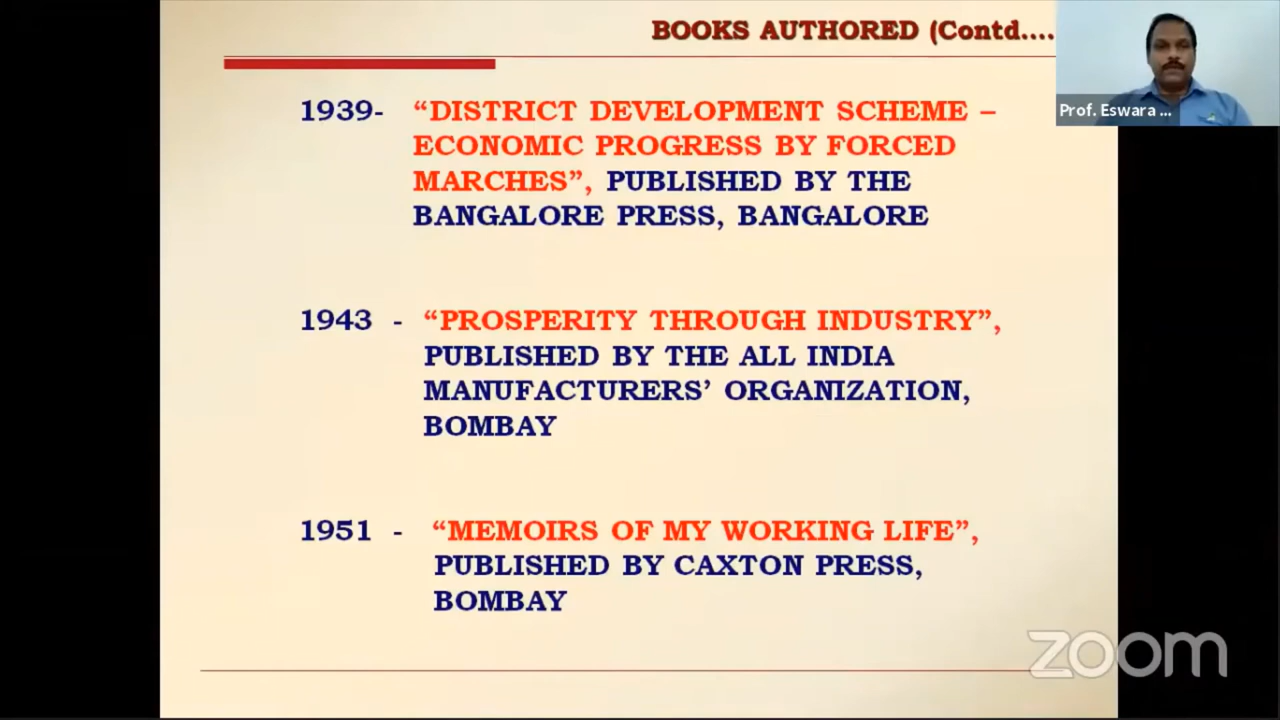 BOOKS AUTHORED (Contd....
Prof. Eswara ...
1939- “DISTRICT DEVELOPMENT SCHEME –
ECONOMIC PROGRESS BY FORCED
MARCHES”, PUBLISHED BY THE
BANGALORE PRESS, BANGALORE
1943 - “PROSPERITY THROUGH INDUSTRY”,
PUBLISHED BY THE ALL INDIA
MANUFACTURERS’ ORGANIZATION,
BOMBAY
1951 - “MEMOIRS OF MY WORKING LIFE”,
PUBLISHED BY CAXTON PRESS,
BOMBAY
zoom